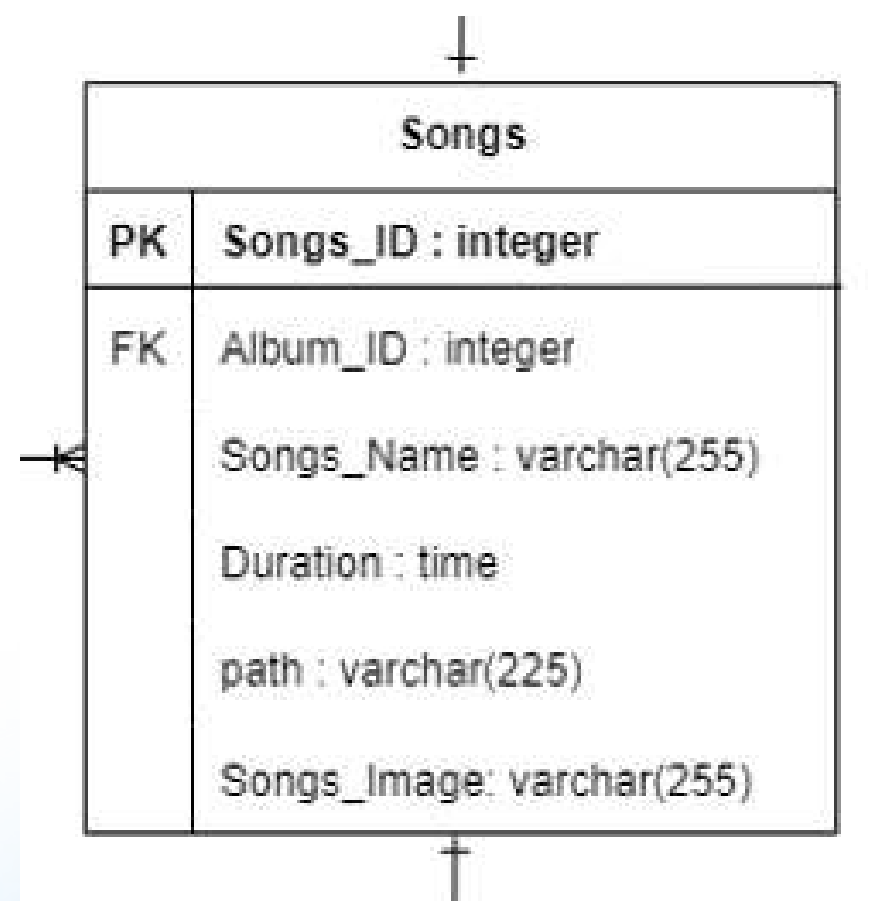 Songs
PK Songs_ID : integer
FK Album_ID : integer
Songs_Name : varchar(255)
Duration : time
path : varchar(225)
Songs_Image: varchar(255)